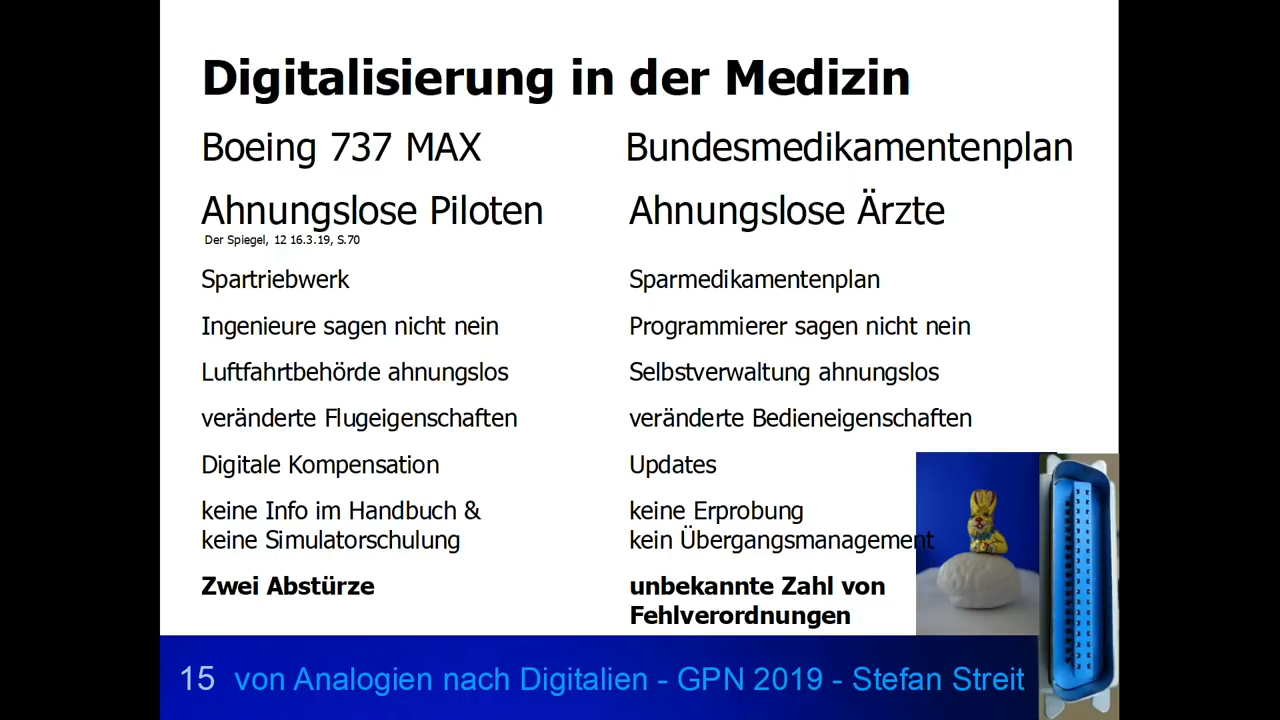 Digitalisierung in der Medizin
Boeing 737 MAX
Bundesmedikamentenplan
Ahnungslose Piloten
Ahnungslose Ärzte
Der Spiegel, 12 16.3.19, S.70
Spartriebwerk
Sparmedikamentenplan
Ingenieure sagen nicht nein
Programmierer sagen nicht nein
Luftfahrtbehörde ahnungslos
Selbstverwaltung ahnungslos
veränderte Flugeigenschaften
veränderte Bedieneigenschaften
Digitale Kompensation
Updates
keine Info im Handbuch &
keine Simulatorschulung
keine Erprobung
kein Übergangsmanagement
Zwei Abstürze
unbekannte Zahl von
Fehlverordnungen
15 von Analogien nach Digitalien - GPN 2019 - Stefan Streit